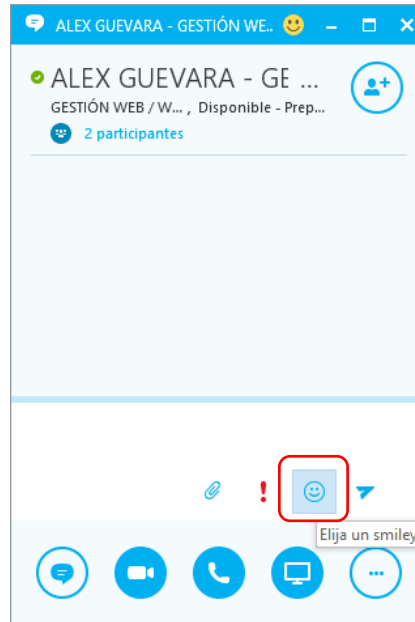 ALEX GUEVARA - GESTIÓN WE..
ALEX GUEVARA - GE ...
GESTIÓN WEB / W... , Disponible - Prep...
2 participantes
Elija un smiley